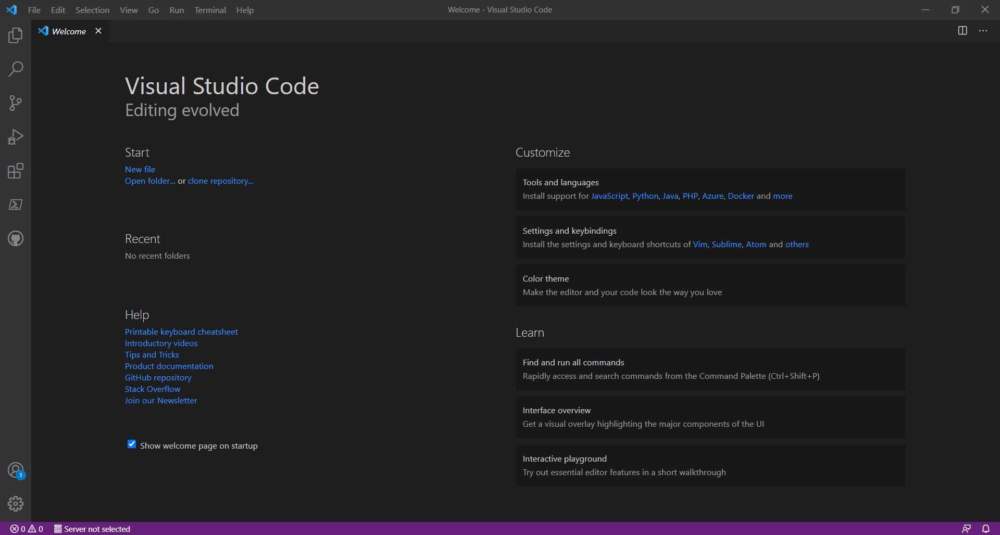 File Edit Selection View Go Run Terminal Help
Welcome - Visual Studio Code
Welcome
Visual Studio Code
Editing evolved
Start
New file
Open folder... or clone repository...
Recent
No recent folders
Help
Printable keyboard cheatsheet
Introductory videos
Tips and Tricks
Product documentation
GitHub repository
Stack Overflow
Join our Newsletter
Show welcome page on startup
Customize
Tools and languages
Install support for JavaScript, Python, Java, PHP, Azure, Docker and more
Settings and keybindings
Install the settings and keyboard shortcuts of Vim, Sublime, Atom and others
Color theme
Make the editor and your code look the way you love
Learn
Find and run all commands
Rapidly access and search commands from the Command Palette (Ctrl+Shift+P)
Interface overview
Get a visual overlay highlighting the major components of the UI
Interactive playground
Try out essential editor features in a short walkthrough
1
0 0 Server not selected